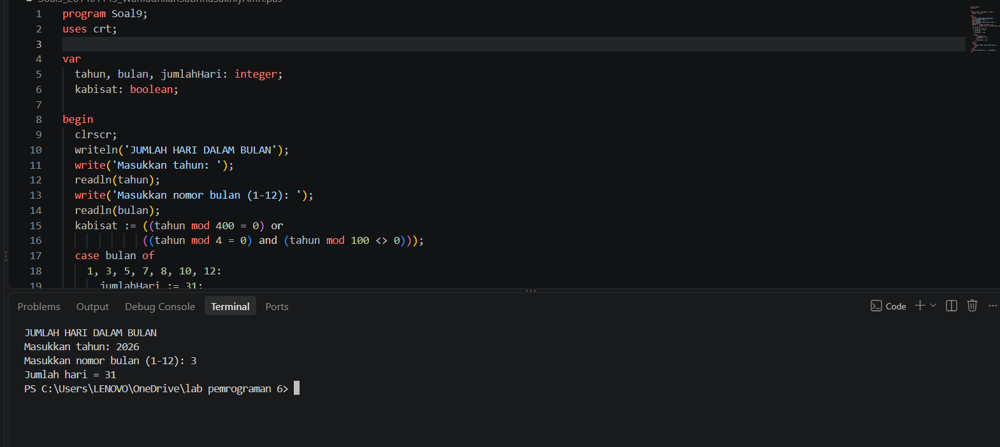 1 program Soal9;
2 uses crt;
3
4 var
5 tahun, bulan, jumlahHari: integer;
6 kabisat: boolean;
7
8 begin
9 clrscr;
10 writeln('JUMLAH HARI DALAM BULAN');
11 write('Masukkan tahun: ');
12 readln(tahun);
13 write('Masukkan nomor bulan (1-12): ');
14 readln(bulan);
15 kabisat := ((tahun mod 400 = 0) or
16 ((tahun mod 4 = 0) and (tahun mod 100 <> 0)));
17 case bulan of
18 1, 3, 5, 7, 8, 10, 12:
19 jumlahHari := 31;
Problems Output Debug Console Terminal Ports Code
JUMLAH HARI DALAM BULAN
Masukkan tahun: 2026
Masukkan nomor bulan (1-12): 3
Jumlah hari = 31
PS C:\Users\LENOVO\OneDrive\lab pemrograman 6>